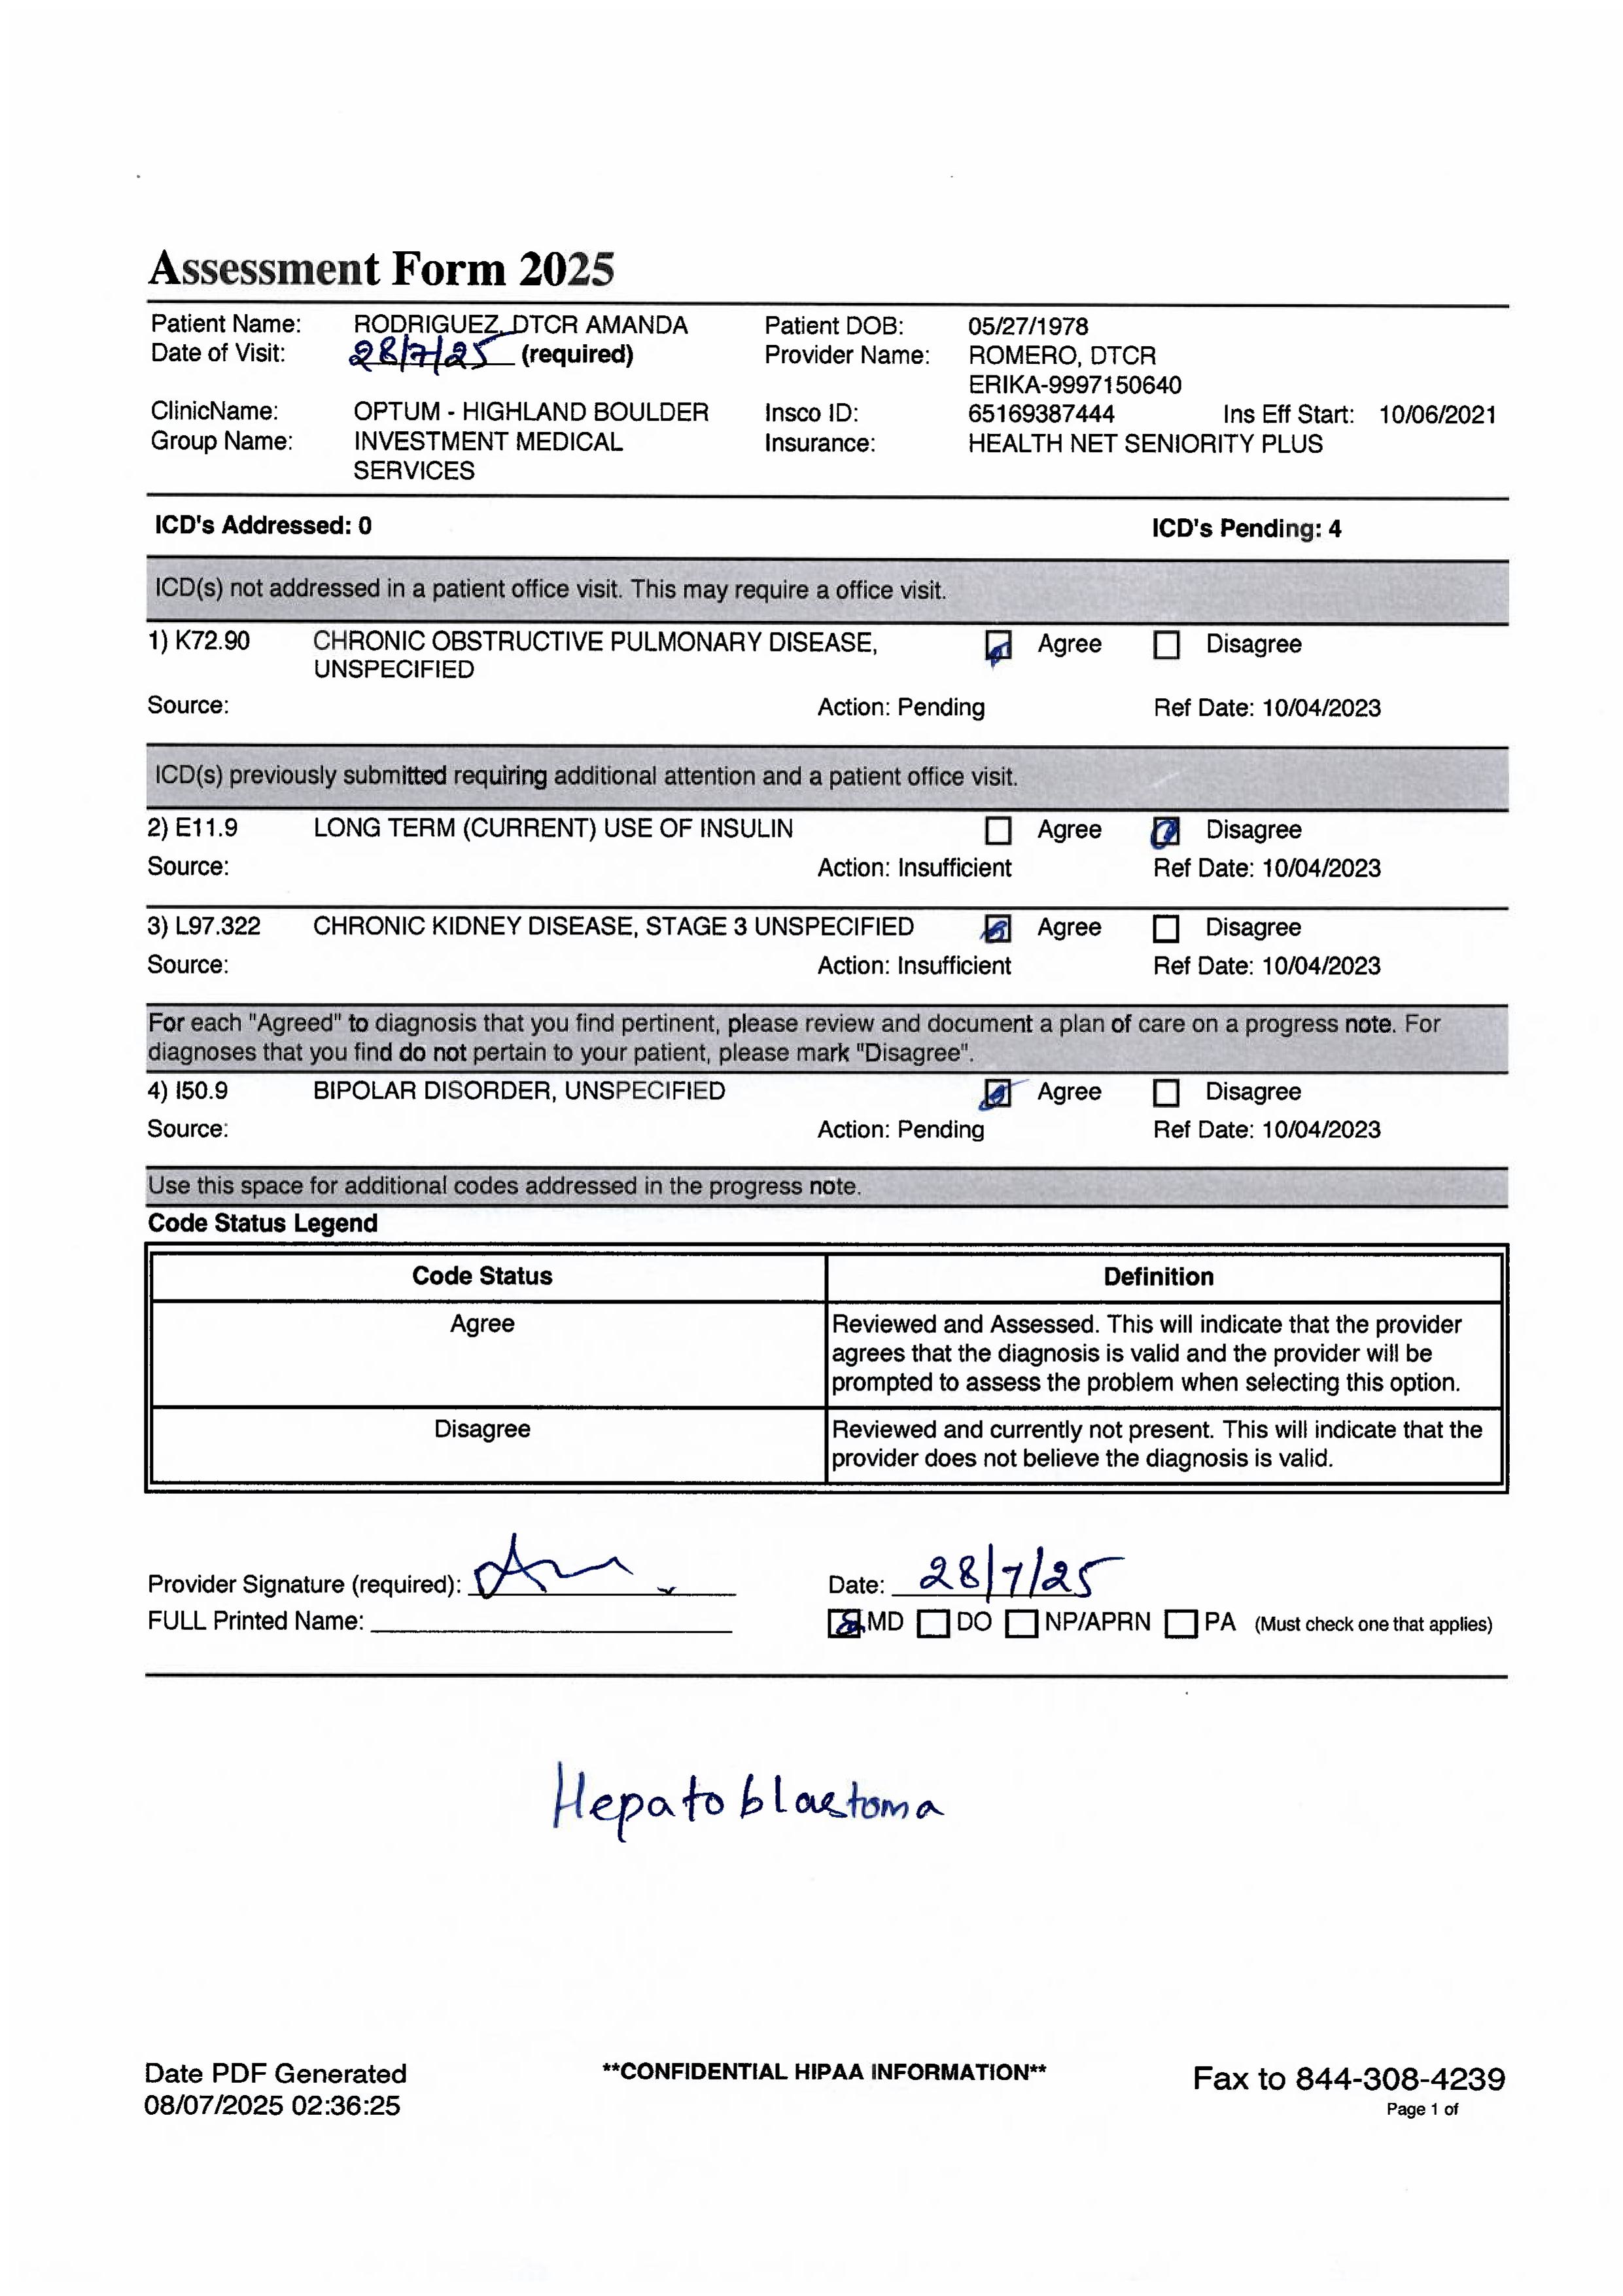 Assessment Form 2025
Patient Name: RODRIGUEZ, DTCR AMANDA Patient DOB: 05/27/1978
Date of Visit: 28/7/25 (required) Provider Name: ROMERO, DTCR
ERIKA-9997150640
ClinicName: OPTUM - HIGHLAND BOULDER Insco ID: 65169387444 Ins Eff Start: 10/06/2021
Group Name: INVESTMENT MEDICAL Insurance: HEALTH NET SENIORITY PLUS
SERVICES
ICD's Addressed: 0 ICD's Pending: 4
ICD(s) not addressed in a patient office visit. This may require a office visit.
1) K72.90 CHRONIC OBSTRUCTIVE PULMONARY DISEASE, Agree Disagree
UNSPECIFIED
Source: Action: Pending Ref Date: 10/04/2023
ICD(s) previously submitted requiring additional attention and a patient office visit.
2) E11.9 LONG TERM (CURRENT) USE OF INSULIN Agree Disagree
Source: Action: Insufficient Ref Date: 10/04/2023
3) L97.322 CHRONIC KIDNEY DISEASE, STAGE 3 UNSPECIFIED Agree Disagree
Source: Action: Insufficient Ref Date: 10/04/2023
For each "Agreed" to diagnosis that you find pertinent, please review and document a plan of care on a progress note. For
diagnoses that you find do not pertain to your patient, please mark "Disagree".
4) I50.9 BIPOLAR DISORDER, UNSPECIFIED Agree Disagree
Source: Action: Pending Ref Date: 10/04/2023
Use this space for additional codes addressed in the progress note.
Code Status Legend
Code Status Definition
Agree Reviewed and Assessed. This will indicate that the provider
agrees that the diagnosis is valid and the provider will be
prompted to assess the problem when selecting this option.
Disagree Reviewed and currently not present. This will indicate that the
provider does not believe the diagnosis is valid.
Provider Signature (required): Date: 28/7/25
FULL Printed Name: MD DO NP/APRN PA (Must check one that applies)
Hepatoblastoma
Date PDF Generated **CONFIDENTIAL HIPAA INFORMATION** Fax to 844-308-4239
08/07/2025 02:36:25 Page 1 of